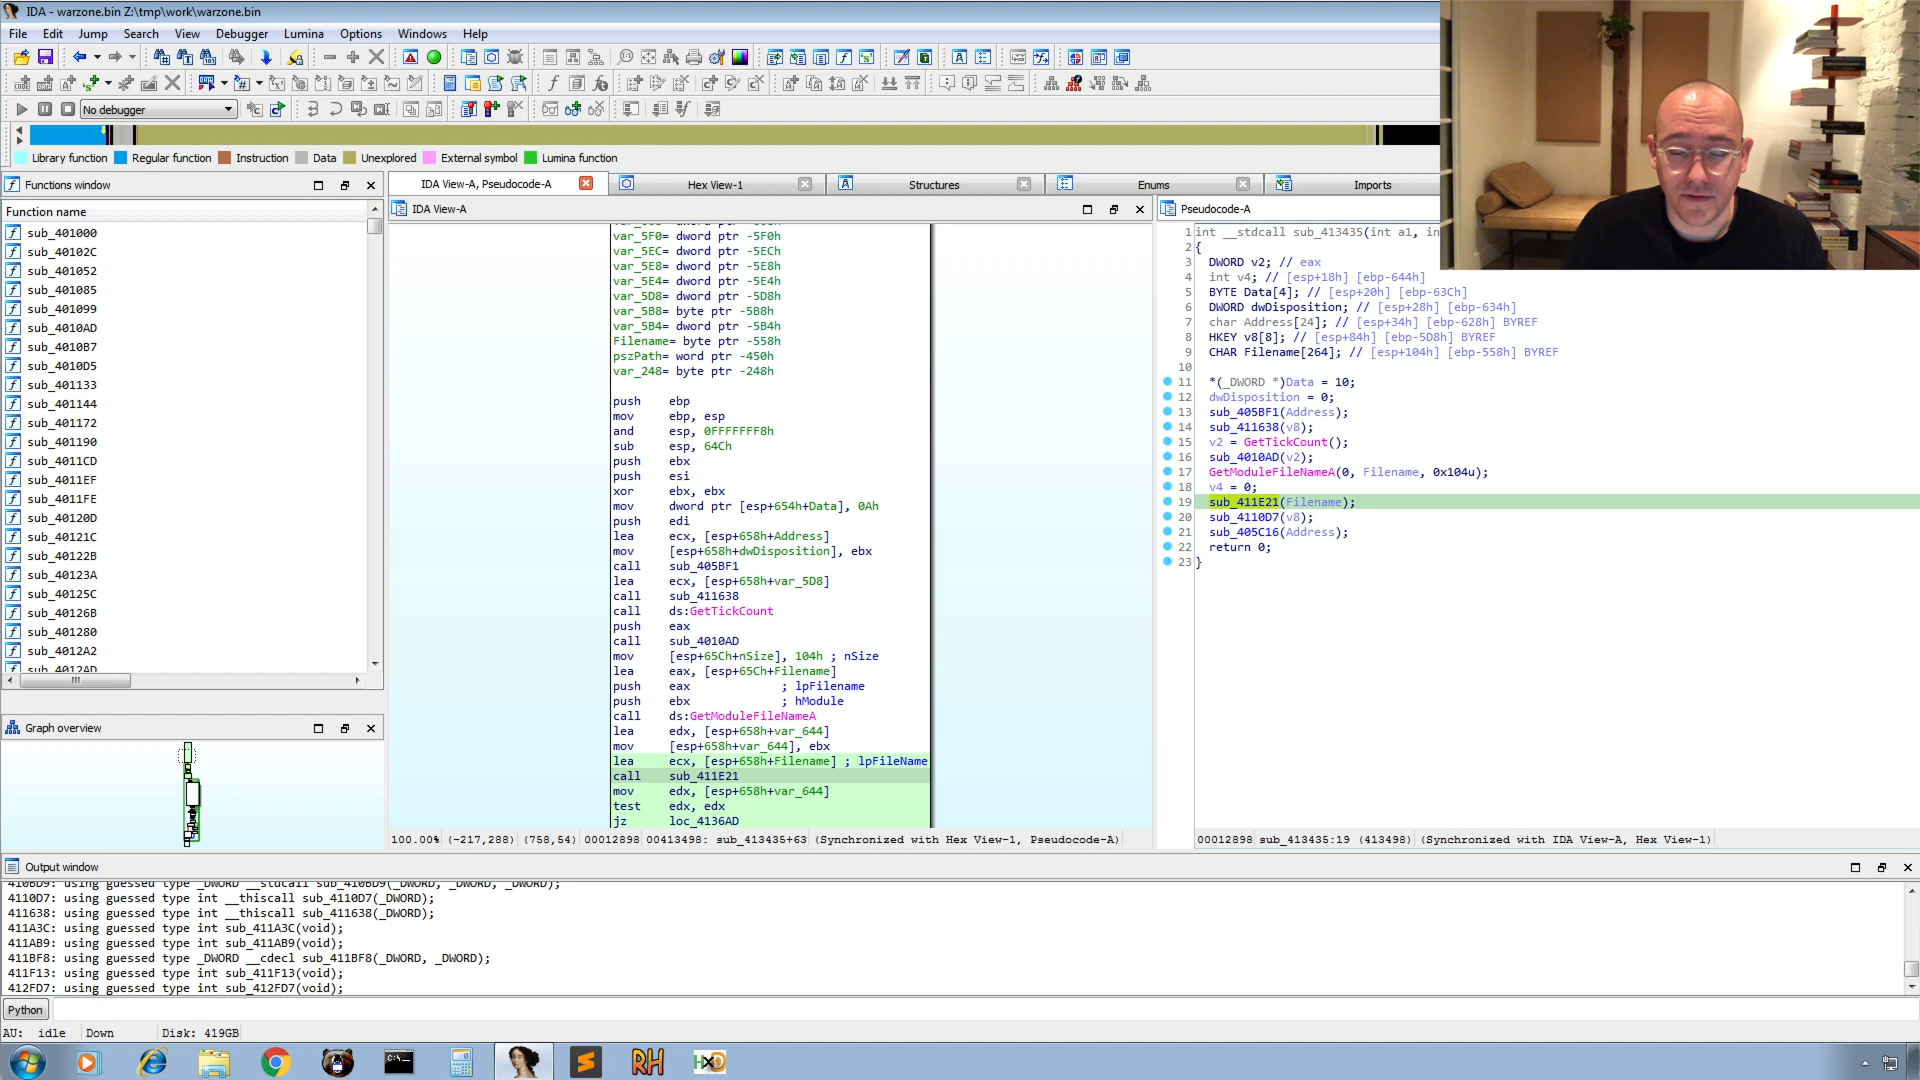 IDA - warzone.bin Z:\tmp\work\warzone.bin
File Edit Jump Search View Debugger Lumina Options Windows Help
No debugger
Library function Regular function Instruction Data Unexplored External symbol Lumina function
Functions window
Function name
sub_401000
sub_40102C
sub_401052
sub_401085
sub_401099
sub_4010AD
sub_4010B7
sub_4010D5
sub_401133
sub_401144
sub_401172
sub_401190
sub_4011CD
sub_4011EF
sub_4011FE
sub_40120D
sub_40121C
sub_40122B
sub_40123A
sub_40125C
sub_40126B
sub_401280
sub_4012A2
sub_4012AD
Graph overview
IDA View-A, Pseudocode-A
Hex View-1
Structures
Enums
Imports
IDA View-A
var_5F0= dword ptr -5F0h
var_5EC= dword ptr -5ECh
var_5E8= dword ptr -5E8h
var_5E4= dword ptr -5E4h
var_5D8= dword ptr -5D8h
var_5B8= byte ptr -5B8h
var_5B4= dword ptr -5B4h
Filename= byte ptr -558h
pszPath= word ptr -450h
var_248= byte ptr -248h
push ebp
mov ebp, esp
and esp, 0FFFFFFF8h
sub esp, 64Ch
push ebx
push esi
xor ebx, ebx
mov dword ptr [esp+654h+Data], 0Ah
push edi
lea ecx, [esp+658h+Address]
mov [esp+658h+dwDisposition], ebx
call sub_405BF1
lea ecx, [esp+658h+var_5D8]
call sub_411638
call ds:GetTickCount
push eax
call sub_4010AD
mov [esp+65Ch+nSize], 104h ; nSize
lea eax, [esp+65Ch+Filename]
push eax ; lpFilename
push ebx ; hModule
call ds:GetModuleFileNameA
lea edx, [esp+658h+var_644]
mov [esp+658h+var_644], ebx
lea ecx, [esp+658h+Filename] ; lpFileName
call sub_411E21
mov edx, [esp+658h+var_644]
test edx, edx
jz loc_4136AD
100.00% (-217,288) (758,54) 00012898 00413498: sub_413435+63 (Synchronized with Hex View-1, Pseudocode-A)
Pseudocode-A
1 int __stdcall sub_413435(int a1, in
2 {
3 DWORD v2; // eax
4 int v4; // [esp+18h] [ebp-644h]
5 BYTE Data[4]; // [esp+20h] [ebp-63Ch]
6 DWORD dwDisposition; // [esp+28h] [ebp-634h]
7 char Address[24]; // [esp+34h] [ebp-628h] BYREF
8 HKEY v8[8]; // [esp+84h] [ebp-5D8h] BYREF
9 CHAR Filename[264]; // [esp+104h] [ebp-558h] BYREF
10
11 *(_DWORD *)Data = 10;
12 dwDisposition = 0;
13 sub_405BF1(Address);
14 sub_411638(v8);
15 v2 = GetTickCount();
16 sub_4010AD(v2);
17 GetModuleFileNameA(0, Filename, 0x104u);
18 v4 = 0;
19 sub_411E21(Filename);
20 sub_4110D7(v8);
21 sub_405C16(Address);
22 return 0;
23 }
00012898 sub_413435:19 (413498) (Synchronized with IDA View-A, Hex View-1)
Output window
410BD9: using guessed type _DWORD __stdcall sub_410BD9(_DWORD, _DWORD, _DWORD);
4110D7: using guessed type int __thiscall sub_4110D7(_DWORD);
411638: using guessed type int __thiscall sub_411638(_DWORD);
411A3C: using guessed type int sub_411A3C(void);
411AB9: using guessed type int sub_411AB9(void);
411BF8: using guessed type _DWORD __cdecl sub_411BF8(_DWORD, _DWORD);
411F13: using guessed type int sub_411F13(void);
412FD7: using guessed type int sub_412FD7(void);
Python
AU: idle Down Disk: 419GB
RH
HxD